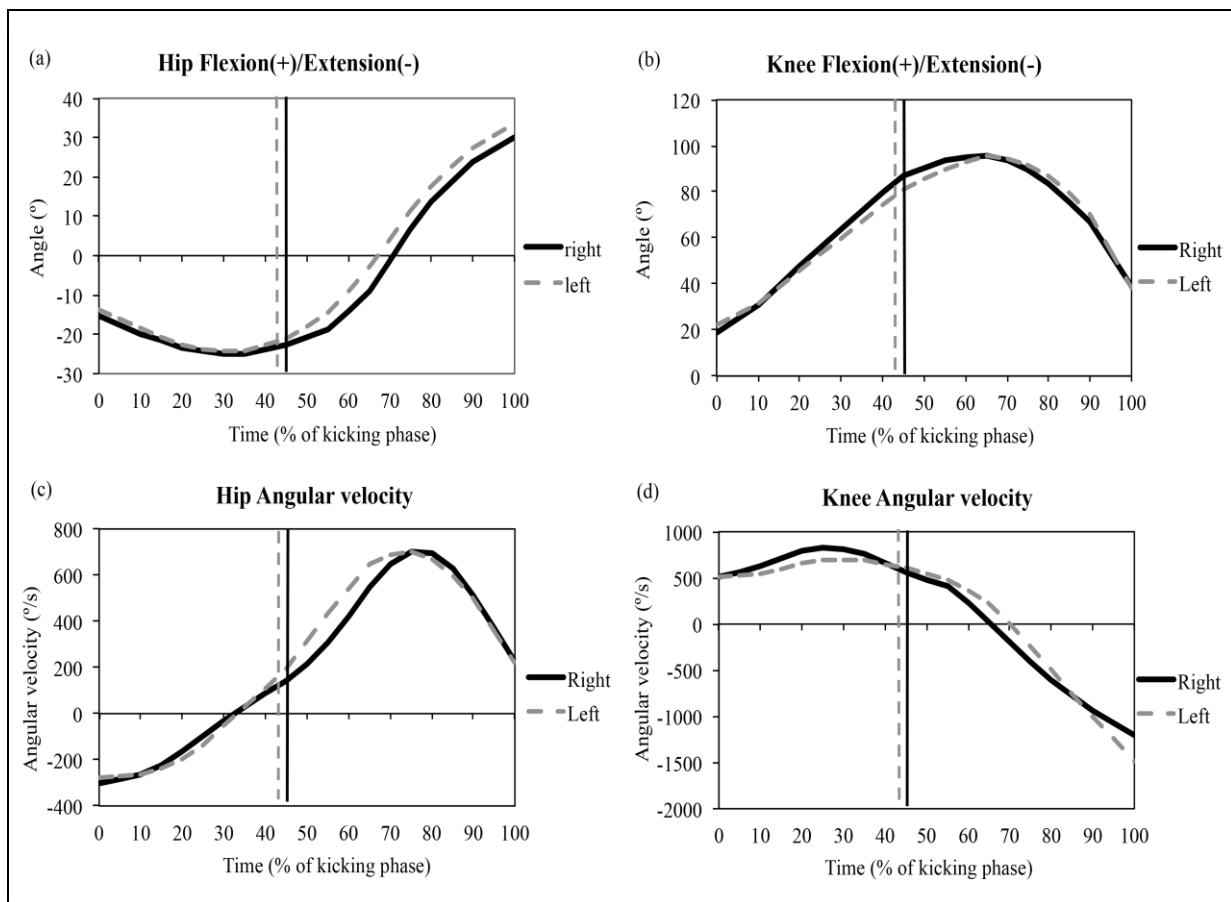 (a)
Hip Flexion(+)/Extension(-)
40
30
20
10
0
-10
-20
-30
Angle (º)
0 10 20 30 40 50 60 70 80 90 100
Time (% of kicking phase)
right
left
(b)
Knee Flexion(+)/Extension(-)
120
100
80
60
40
20
0
Angle (º)
0 10 20 30 40 50 60 70 80 90 100
Time (% of kicking phase)
Right
Left
(c)
Hip Angular velocity
800
600
400
200
0
-200
-400
Angular velocity (º/s)
0 10 20 30 40 50 60 70 80 90 100
Time (% of kicking phase)
Right
Left
(d)
Knee Angular velocity
1000
500
0
-500
-1000
-1500
-2000
Angular velocity (º/s)
0 10 20 30 40 50 60 70 80 90 100
Time (% of kicking phase)
Right
Left